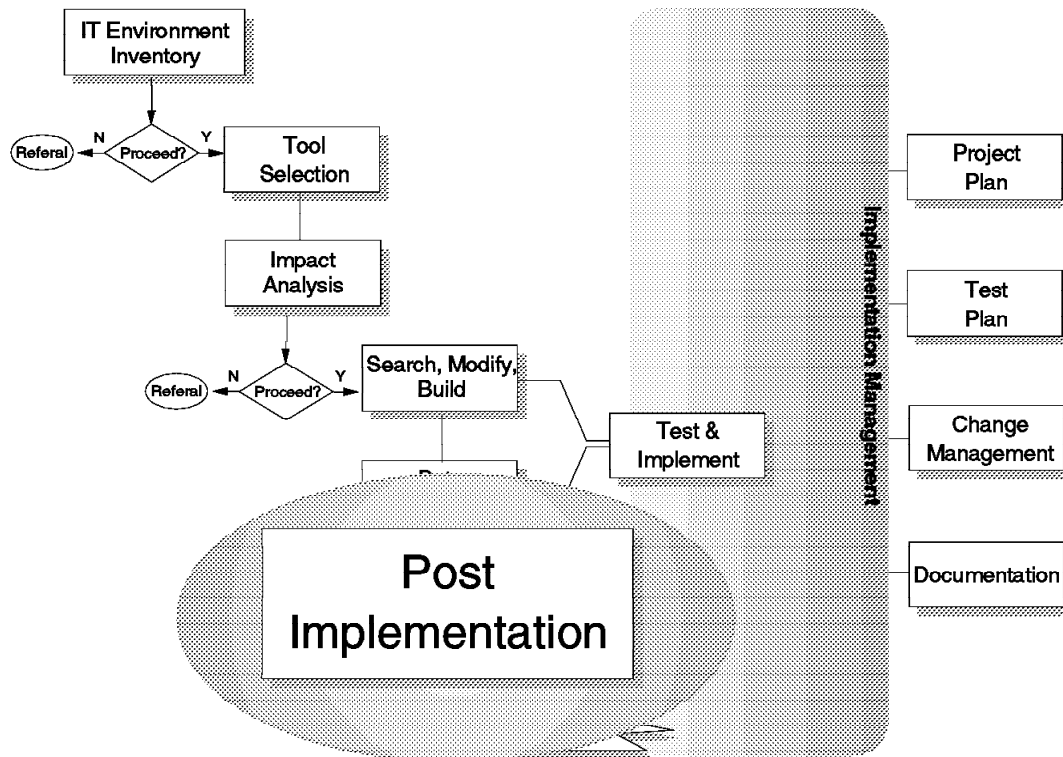 IT Environment
Inventory
Referal
N
Proceed?
Y
Tool
Selection
Impact
Analysis
Referal
N
Proceed?
Y
Search, Modify,
Build
Test &
Implement
Post
Implementation
Implementation Management
Project
Plan
Test
Plan
Change
Management
Documentation